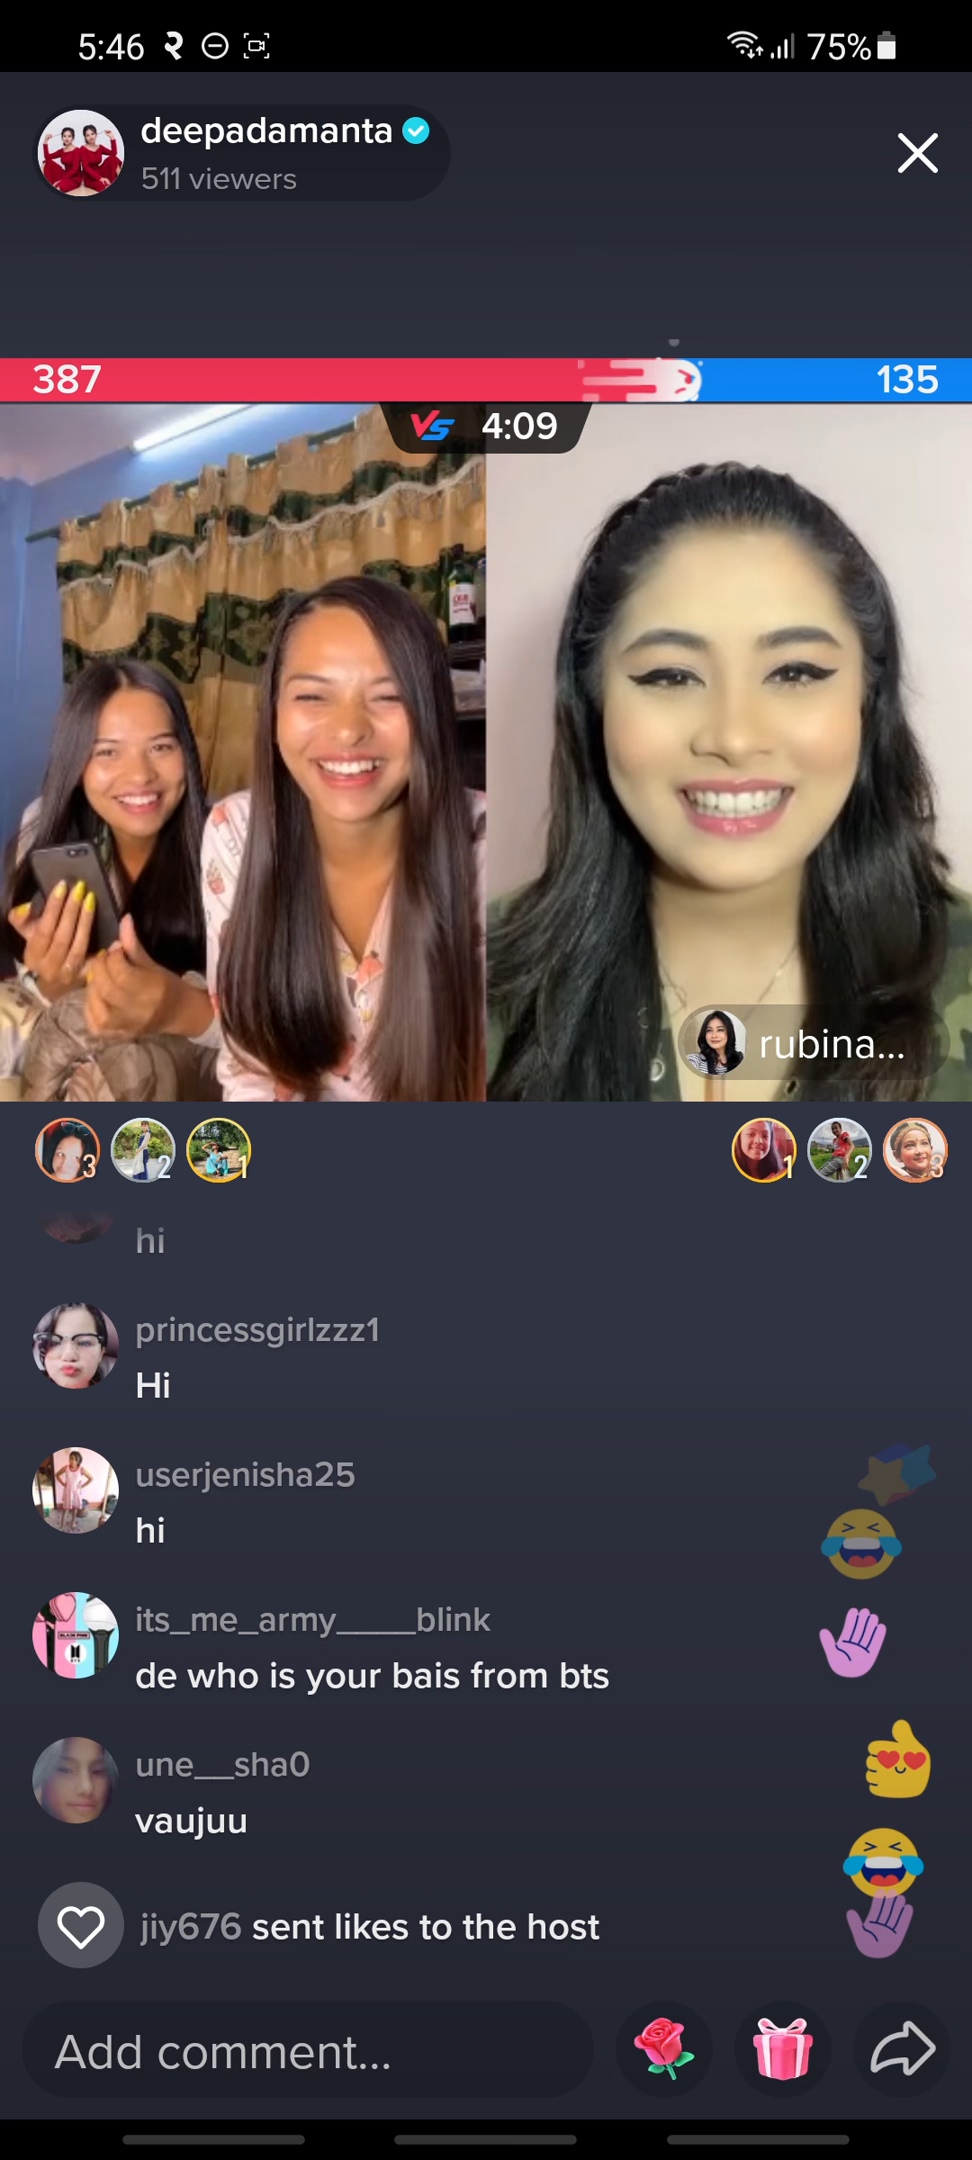 5:46
75%
deepadamanta
511 viewers
387
135
VS 4:09
rubina...
3 2 1
1 2 3
hi
princessgirlzzz1
Hi
userjenisha25
hi
its_me_army____blink
de who is your bais from bts
une__sha0
vaujuu
jiy676 sent likes to the host
Add comment...